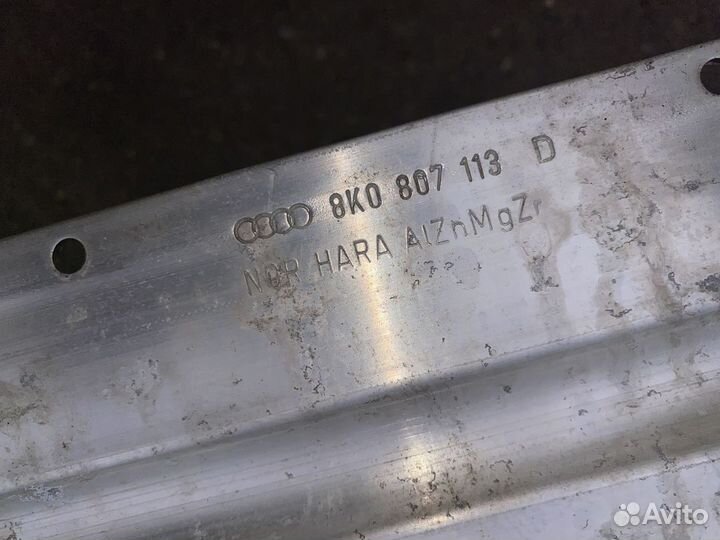 8K0 807 113 D
NOR HARA AlZnMgZr
Avito